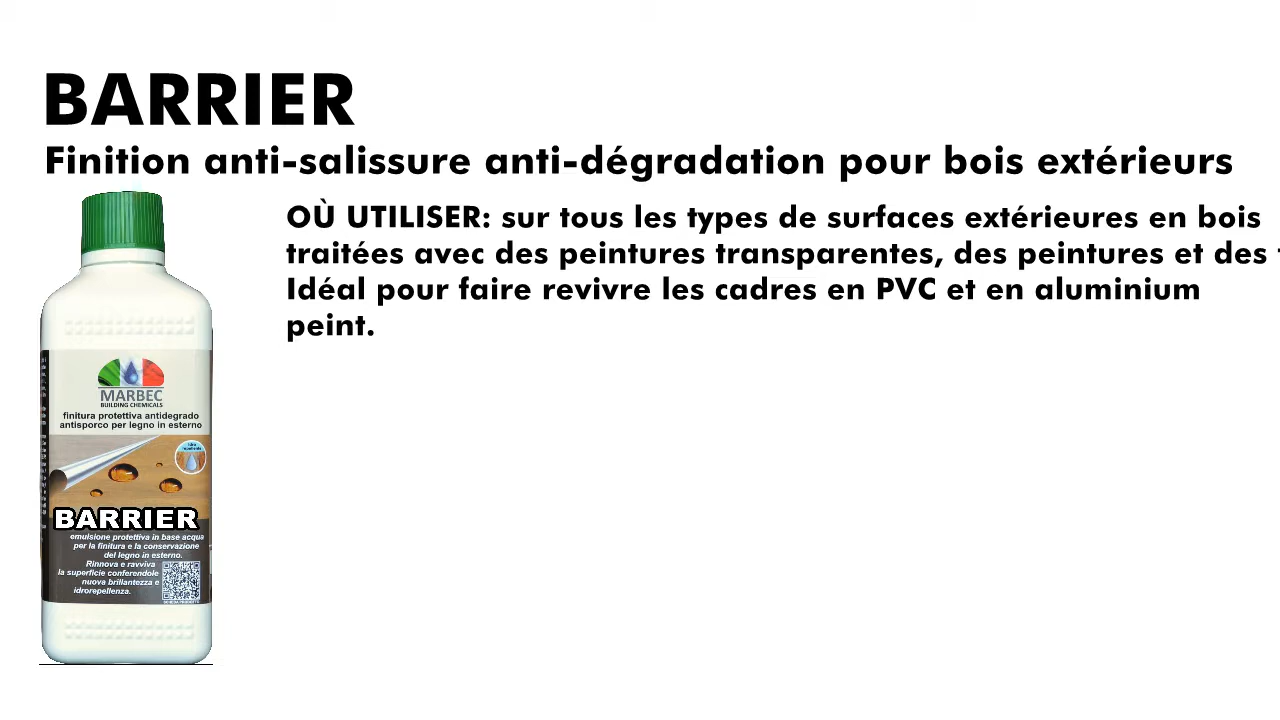 BARRIER
Finition anti-salissure anti-dégradation pour bois extérieurs
OÙ UTILISER: sur tous les types de surfaces extérieures en bois
traitées avec des peintures transparentes, des peintures et des
Idéal pour faire revivre les cadres en PVC et en aluminium
peint.
MARBEC
BUILDING CHEMICALS
finitura protettiva antidegrado
antisporco per legno in esterno
idro
repellente
BARRIER
emulsione protettiva in base acqua
per la finitura e la conservazione
del legno in esterno.
Rinnova e ravviva
la superficie conferendole
nuova brillantezza e
idrorepellenza.